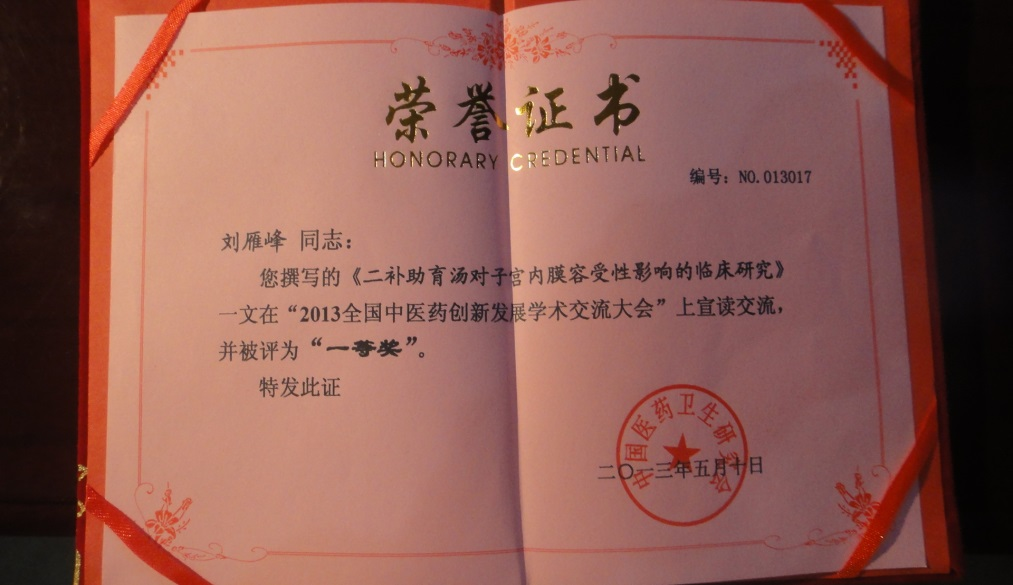 荣誉证书
HONORARY CREDENTIAL
编号：NO.013017
刘雁峰 同志：
您撰写的《二补助育汤对子宫内膜容受性影响的临床研究》
一文在“2013全国中医药创新发展学术交流大会”上宣读交流，
并被评为“一等奖”。
特发此证
中国医药卫生研究会
二〇一三年五月十日